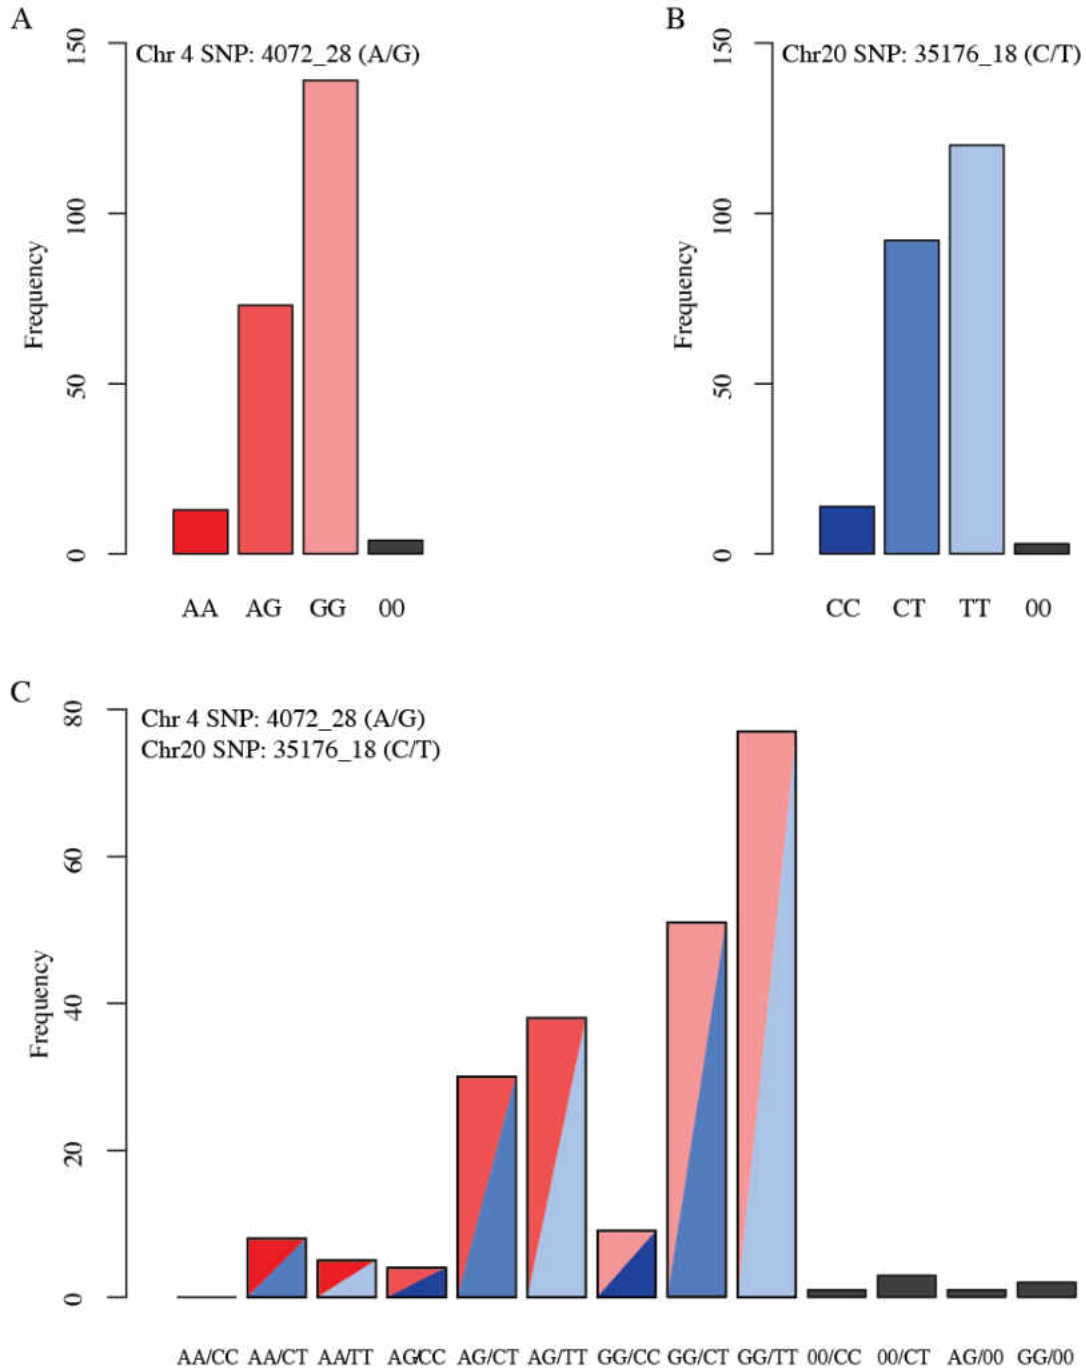 A
Chr 4 SNP: 4072_28 (A/G)
Frequency
150
100
50
0
AA AG GG 00
B
Chr20 SNP: 35176_18 (C/T)
Frequency
150
100
50
0
CC CT TT 00
C
Chr 4 SNP: 4072_28 (A/G)
Chr20 SNP: 35176_18 (C/T)
Frequency
80
60
40
20
0
AA/CC AA/CT AA/TT AG/CC AG/CT AG/TT GG/CC GG/CT GG/TT 00/CC 00/CT AG/00 GG/00